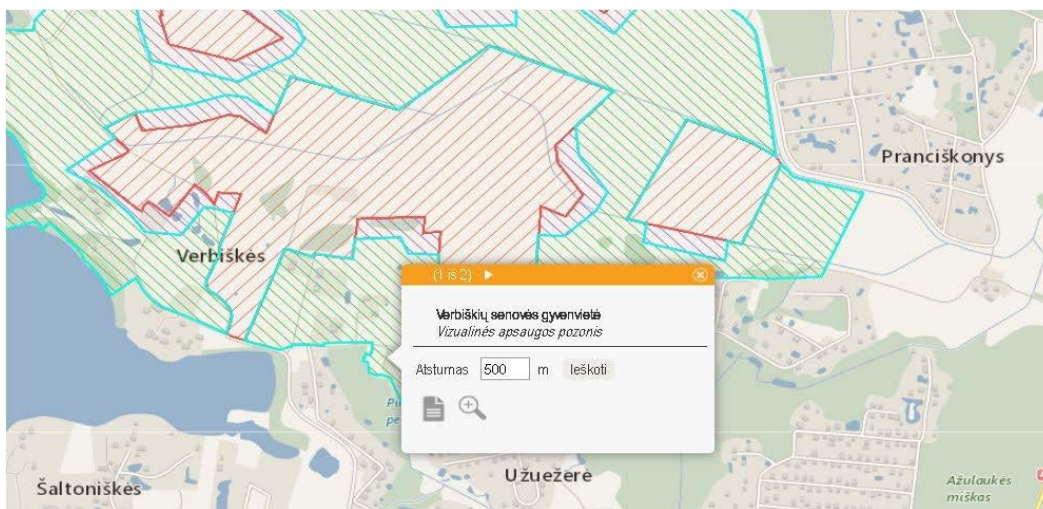 Pranciškonys
Verbiškės
(1 iš 2)
Verbiškių senovės gyvenvietė
Vizualinės apsaugos pozonis
Atstumas 500 m Ieškoti
Užuežerė
Šaltoniškės
Ažulaukės
miškas